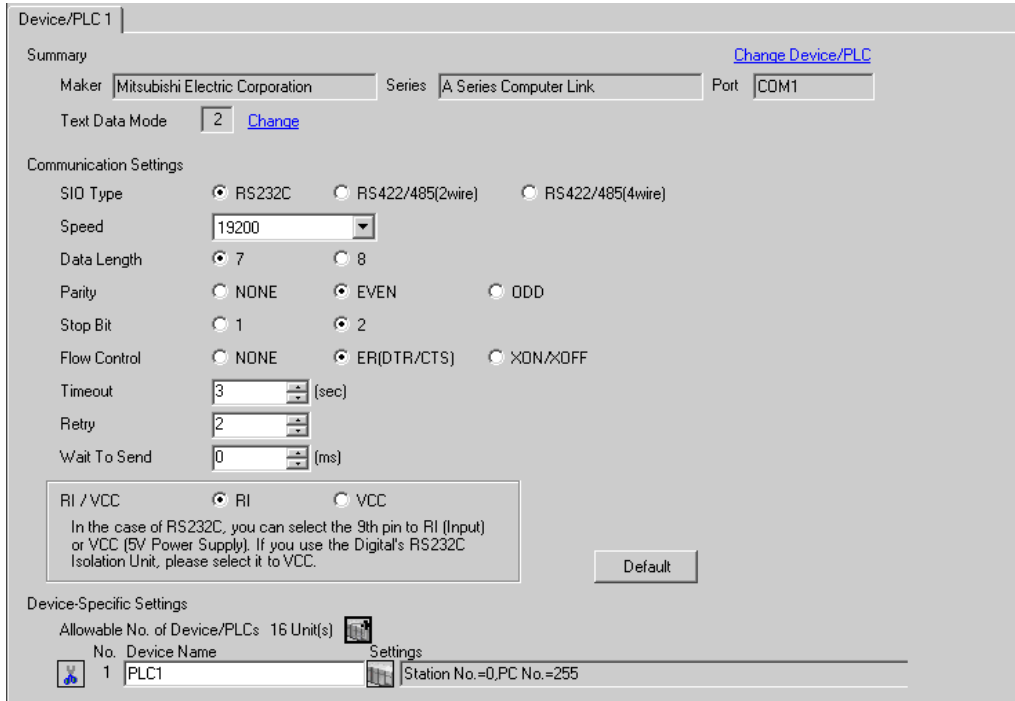 Device/PLC 1
Summary
Change Device/PLC
Maker Mitsubishi Electric Corporation Series A Series Computer Link Port COM1
Text Data Mode 2 Change
Communication Settings
SIO Type RS232C RS422/485(2wire) RS422/485(4wire)
Speed 19200
Data Length 7 8
Parity NONE EVEN ODD
Stop Bit 1 2
Flow Control NONE ER(DTR/CTS) XON/XOFF
Timeout 3 (sec)
Retry 2
Wait To Send 0 (ms)
RI / VCC RI VCC
In the case of RS232C, you can select the 9th pin to RI (Input)
or VCC (5V Power Supply). If you use the Digital's RS232C
Isolation Unit, please select it to VCC.
Default
Device-Specific Settings
Allowable No. of Device/PLCs 16 Unit(s)
No. Device Name Settings
1 PLC1 Station No.=0,PC No.=255